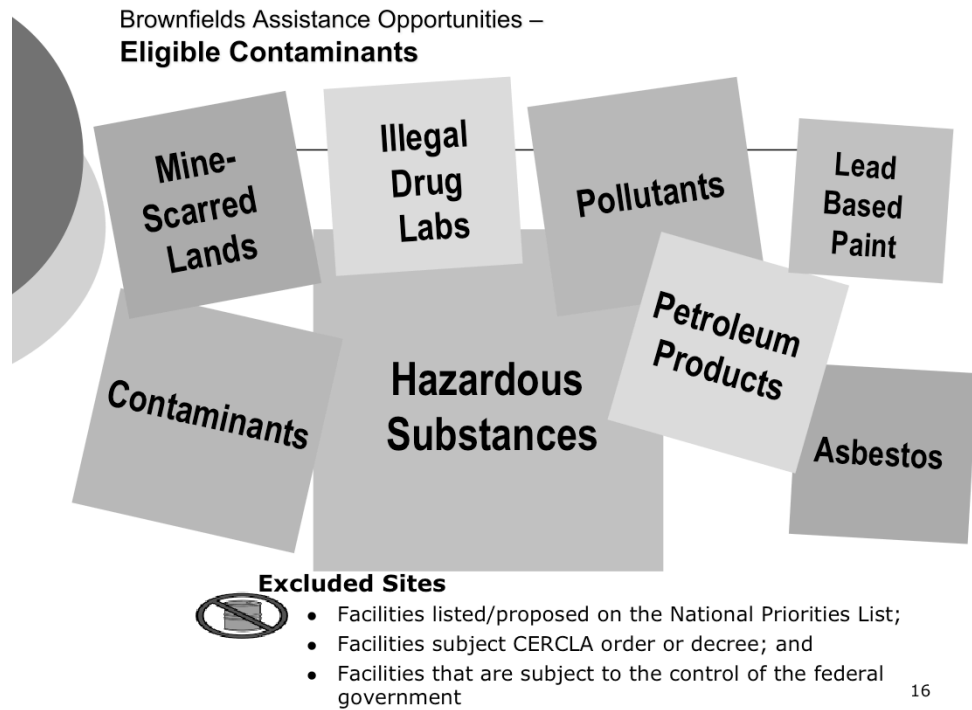 Brownfields Assistance Opportunities –
Eligible Contaminants
Mine-
Scarred
Lands
Illegal
Drug
Labs
Pollutants
Lead
Based
Paint
Contaminants
Hazardous
Substances
Petroleum
Products
Asbestos
Excluded Sites
• Facilities listed/proposed on the National Priorities List;
• Facilities subject CERCLA order or decree; and
• Facilities that are subject to the control of the federal
government
16